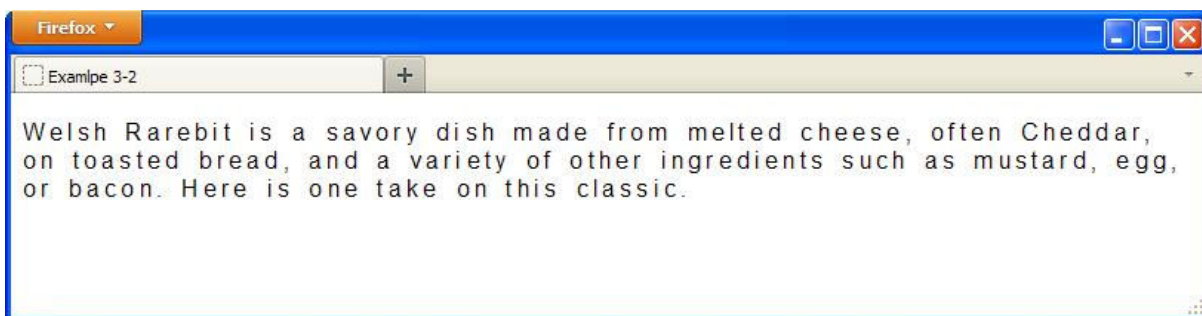 Firefox
Examlpe 3-2
Welsh Rarebit is a savory dish made from melted cheese, often Cheddar,
on toasted bread, and a variety of other ingredients such as mustard, egg,
or bacon. Here is one take on this classic.